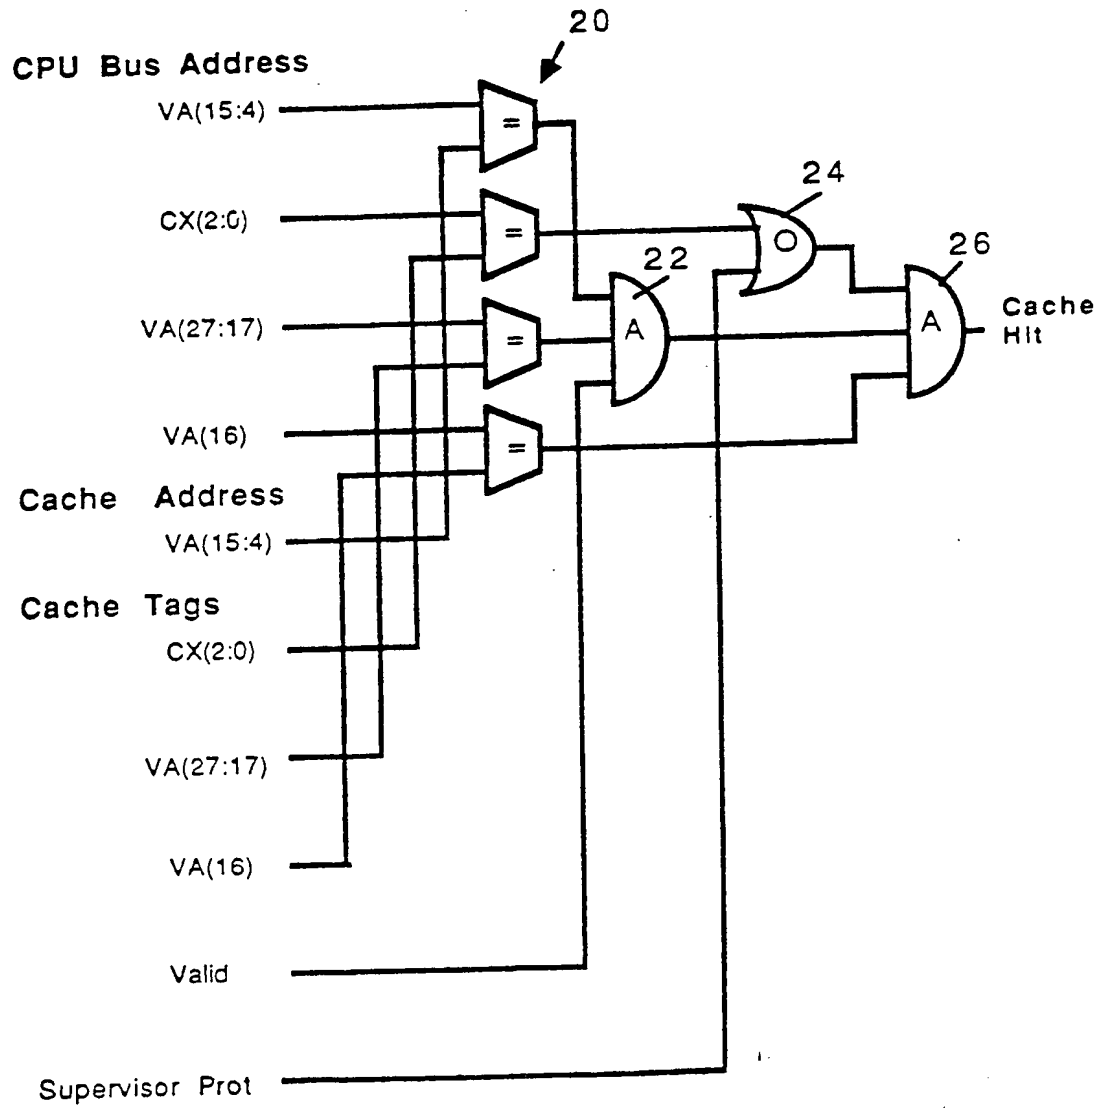 20
CPU Bus Address
VA(15:4)
=
24
CX(2:0)
=
O
22
26
VA(27:17)
=
A
A
Cache
Hit
VA(16)
=
Cache Address
VA(15:4)
Cache Tags
CX(2:0)
VA(27:17)
VA(16)
Valid
Supervisor Prot